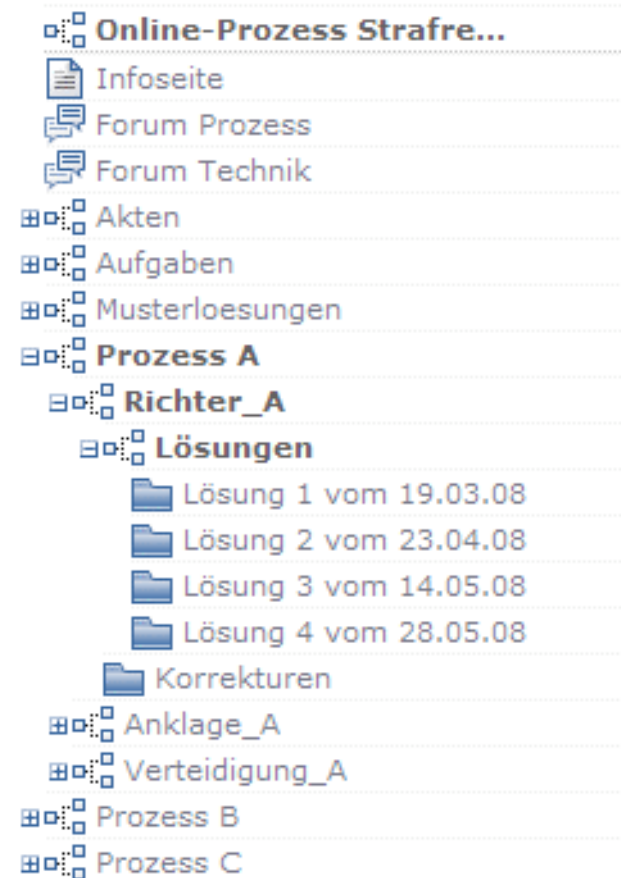 Online-Prozess Strafre...
Infoseite
Forum Prozess
Forum Technik
Akten
Aufgaben
Musterloesungen
Prozess A
Richter_A
Lösungen
Lösung 1 vom 19.03.08
Lösung 2 vom 23.04.08
Lösung 3 vom 14.05.08
Lösung 4 vom 28.05.08
Korrekturen
Anklage_A
Verteidigung_A
Prozess B
Prozess C